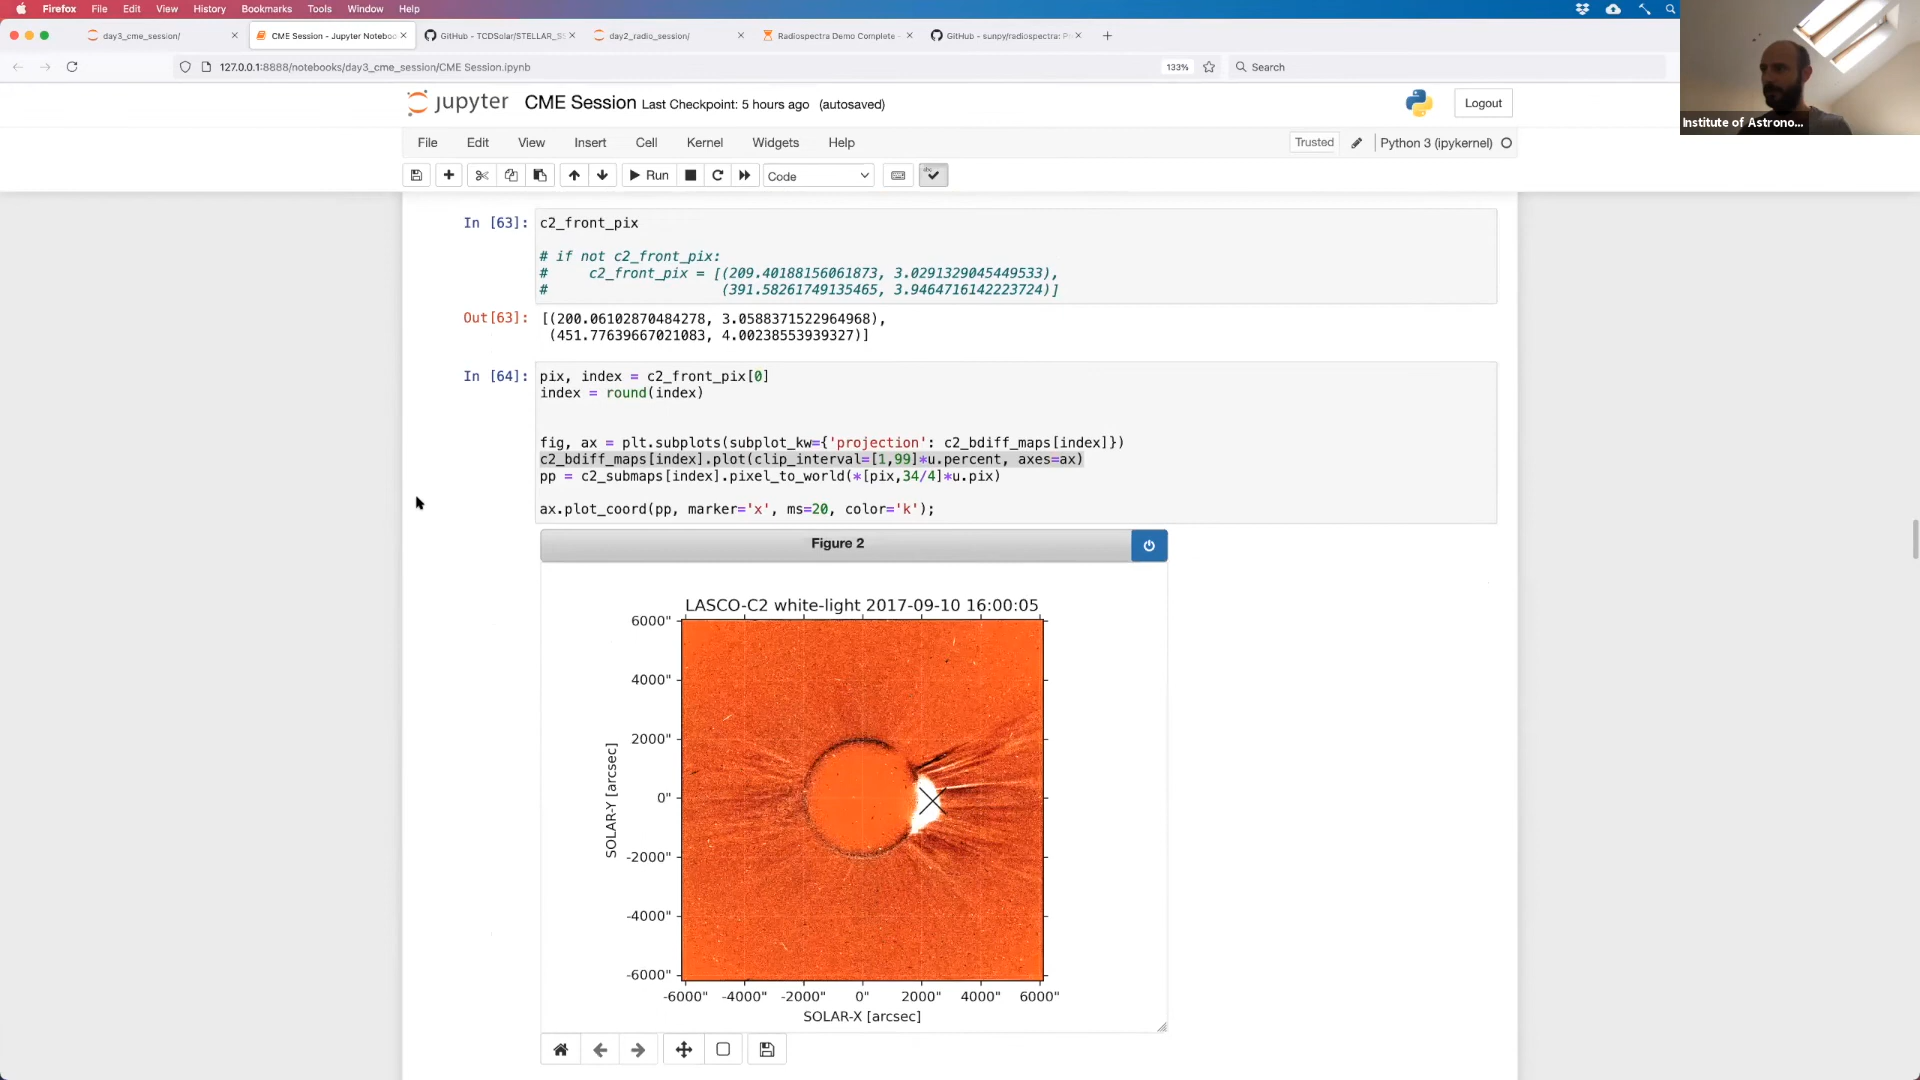 Firefox File Edit View History Bookmarks Tools Window Help
day3_cme_session/ CME Session - Jupyter Noteboo GitHub - TCDSolar/STELLAR_S day2_radio_session/ Radiospectra Demo Complete - GitHub - sunpy/radiospectra: P
127.0.0.1:8888/notebooks/day3_cme_session/CME Session.ipynb 133% Search
Institute of Astrono...
jupyter CME Session Last Checkpoint: 5 hours ago (autosaved) Logout
File Edit View Insert Cell Kernel Widgets Help Trusted Python 3 (ipykernel)
Run Code
In [63]: c2_front_pix
# if not c2_front_pix:
# c2_front_pix = [(209.40188156061873, 3.0291329045449533),
# (391.58261749135465, 3.9464716142223724)]
Out[63]: [(200.06102870484278, 3.0588371522964968),
(451.77639667021083, 4.00238553939327)]
In [64]: pix, index = c2_front_pix[0]
index = round(index)
fig, ax = plt.subplots(subplot_kw={'projection': c2_bdiff_maps[index]})
c2_bdiff_maps[index].plot(clip_interval=[1,99]*u.percent, axes=ax)
pp = c2_submaps[index].pixel_to_world(*[pix,34/4]*u.pix)
ax.plot_coord(pp, marker='x', ms=20, color='k');
Figure 2
LASCO-C2 white-light 2017-09-10 16:00:05
6000"
4000"
2000"
0"
-2000"
-4000"
-6000"
SOLAR-Y [arcsec]
-6000" -4000" -2000" 0" 2000" 4000" 6000"
SOLAR-X [arcsec]